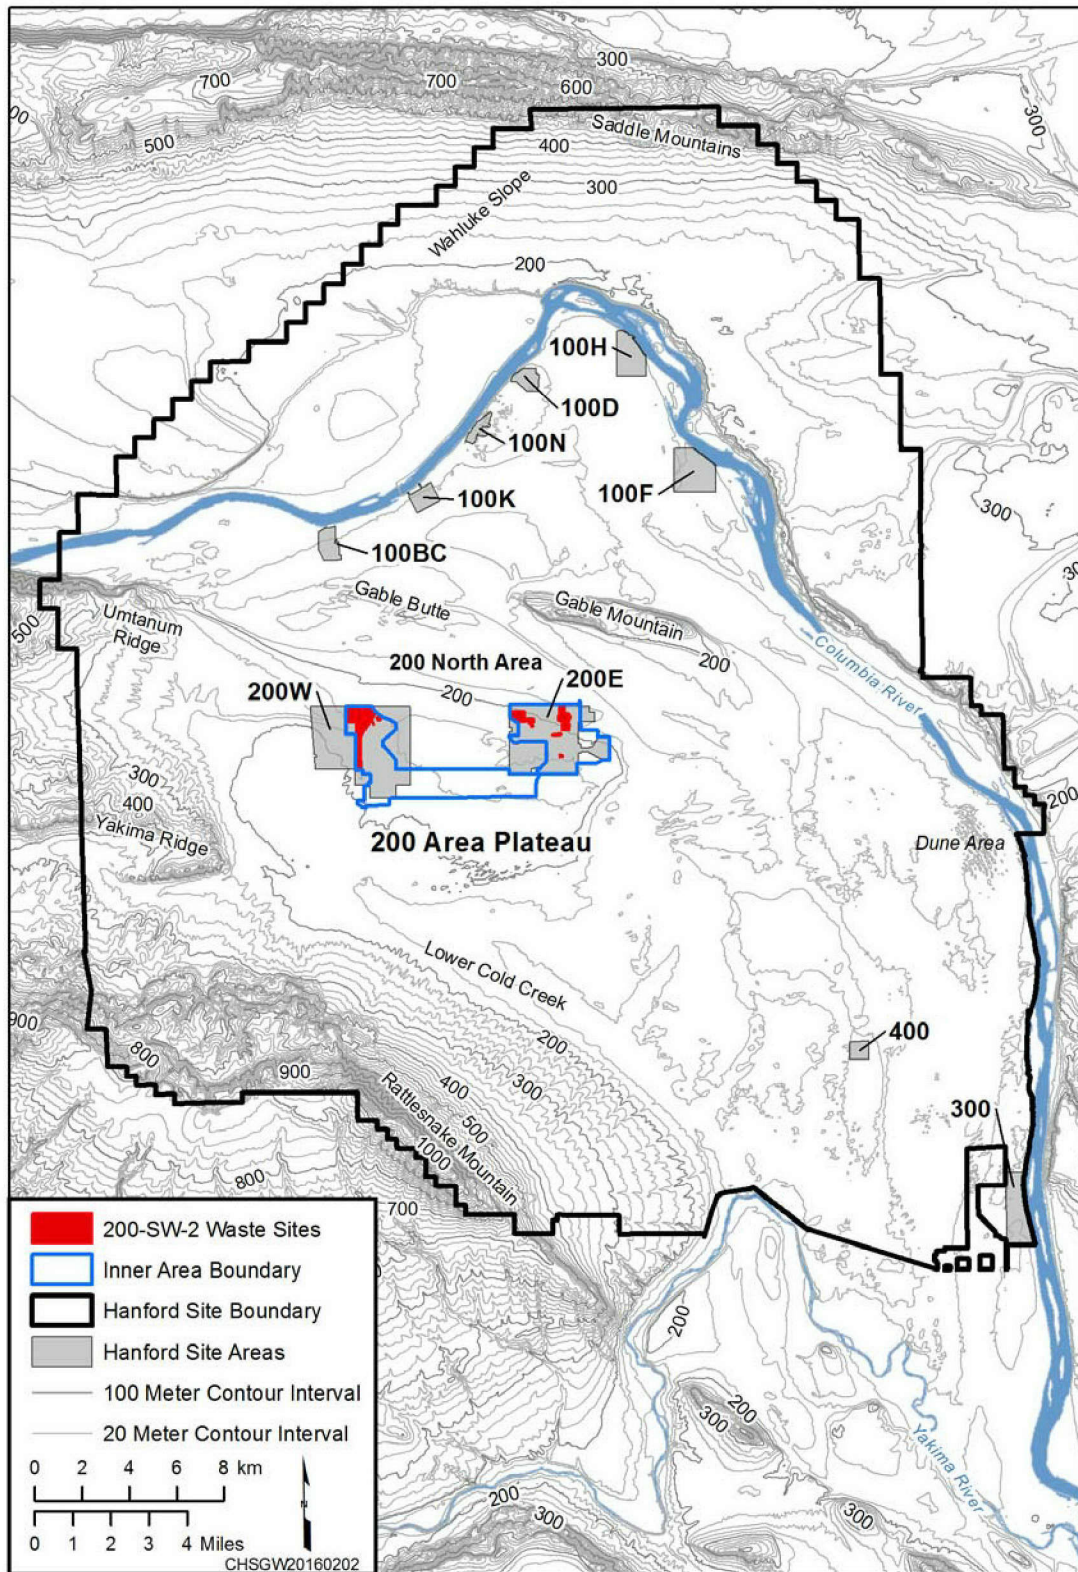 300
700
700
600
00
300
Saddle Mountains
500
400
300
Wahluke Slope
200
100H
100D
100N
300
100F
100K
100BC
30
Gable Butte
Gable Mountain
Umtanum
Ridge
500
Columbia River
200
200 North Area
200W
200
200E
300
400
Yakima Ridge
200
Dune Area
200 Area Plateau
Lower Cold Creek
900
800
900
200
400
300
400
500
Rattlesnake Mountain
1000
300
800
700
200-SW-2 Waste Sites
Inner Area Boundary
Hanford Site Boundary
Hanford Site Areas
100 Meter Contour Interval
20 Meter Contour Interval
0 2 4 6 8 km
0 1 2 3 4 Miles
N
CHSGW20160202
200
200
300
Yakima River
200
300
300